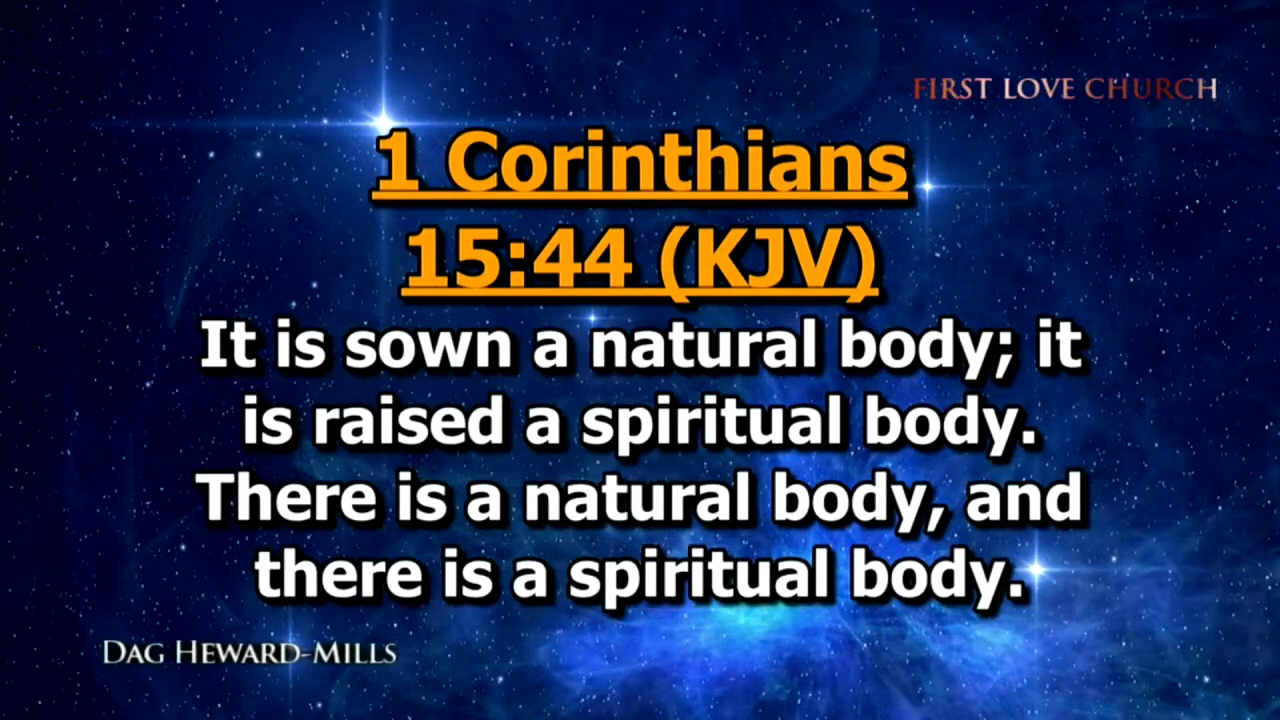 FIRST LOVE CHURCH
1 Corinthians
15:44 (KJV)
It is sown a natural body; it
is raised a spiritual body.
There is a natural body, and
there is a spiritual body.
DAG HEWARD-MILLS